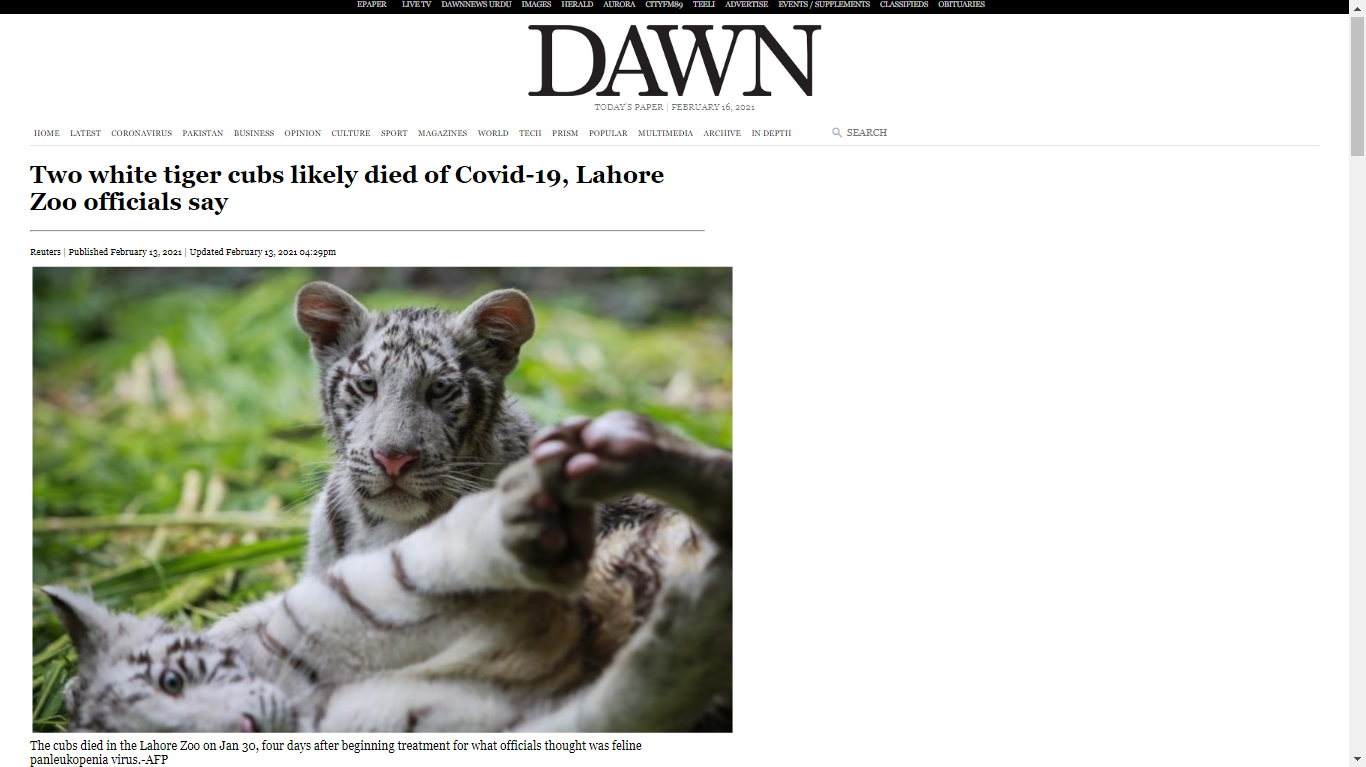 EPAPER LIVE TV DAWNNEWS URDU IMAGES HERALD AURORA CITYFM89 TEELI ADVERTISE EVENTS / SUPPLEMENTS CLASSIFIEDS OBITUARIES
DAWN
TODAY'S PAPER | FEBRUARY 16, 2021
HOME LATEST CORONAVIRUS PAKISTAN BUSINESS OPINION CULTURE SPORT MAGAZINES WORLD TECH PRISM POPULAR MULTIMEDIA ARCHIVE IN DEPTH SEARCH
Two white tiger cubs likely died of Covid-19, Lahore
Zoo officials say
Reuters | Published February 13, 2021 | Updated February 13, 2021 04:29pm
The cubs died in the Lahore Zoo on Jan 30, four days after beginning treatment for what officials thought was feline
panleukopenia virus.-AFP